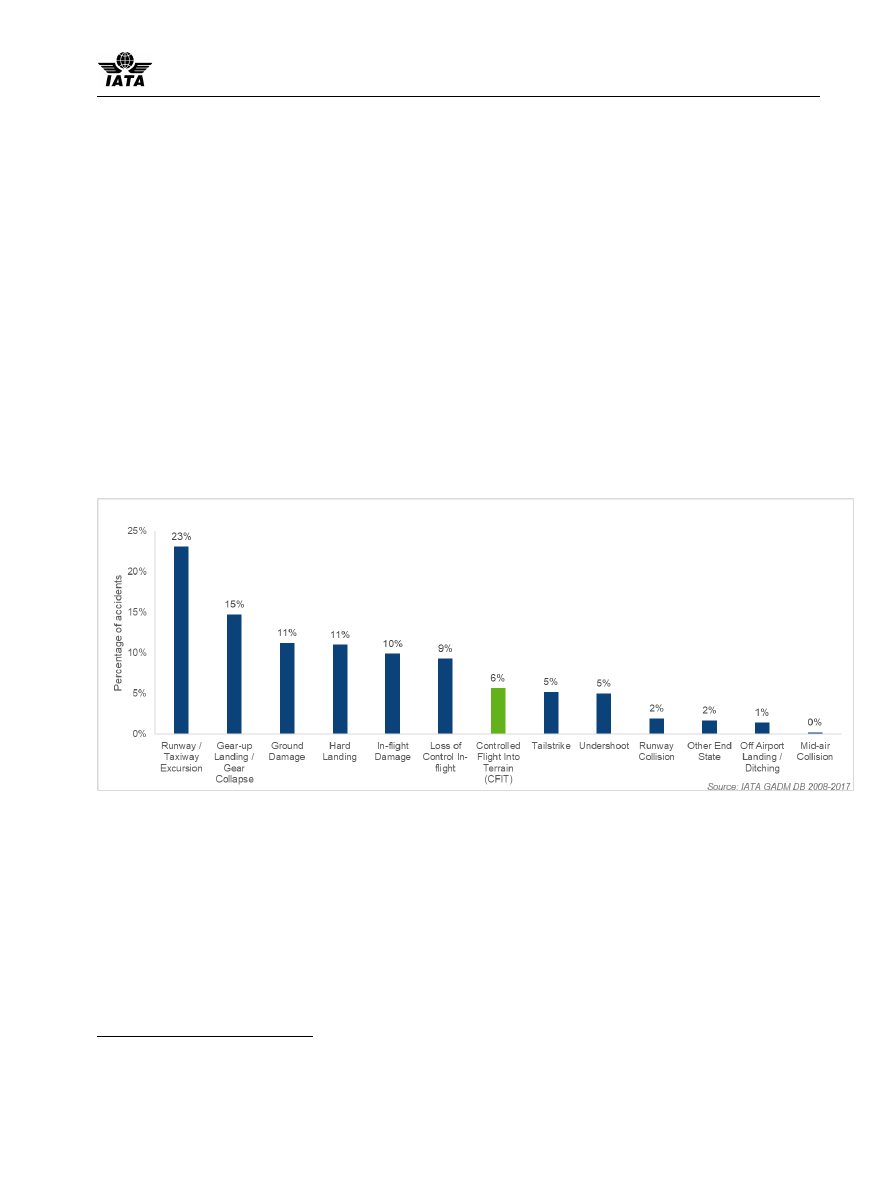 IATA
25%
20%
15%
10%
5%
0%
Percentage of accidents
23%
15%
11%
11%
10%
9%
6%
5%
5%
2%
2%
1%
0%
Runway /
Taxiway
Excursion
Gear-up
Landing /
Gear
Collapse
Ground
Damage
Hard
Landing
In-flight
Damage
Loss of
Control In-
flight
Controlled
Flight Into
Terrain
(CFIT)
Tailstrike
Undershoot
Runway
Collision
Other End
State
Off Airport
Landing /
Ditching
Mid-air
Collision
Source: IATA GADM DB 2008-2017